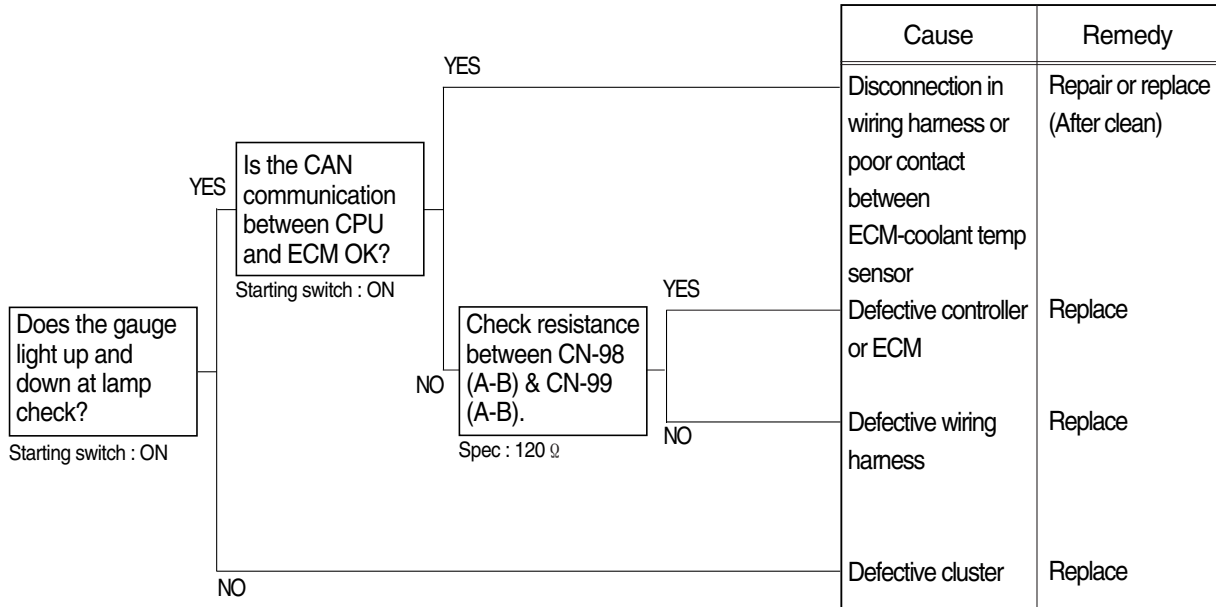 Cause
Remedy
YES
Disconnection in
wiring harness or
poor contact
between
ECM-coolant temp
sensor
Repair or replace
(After clean)
YES
Is the CAN
communication
between CPU
and ECM OK?
Starting switch : ON
YES
Defective controller
or ECM
Replace
Does the gauge
light up and
down at lamp
check?
Starting switch : ON
NO
Check resistance
between CN-98
(A-B) & CN-99
(A-B).
Spec : 120 Ω
NO
Defective wiring
harness
Replace
NO
Defective cluster
Replace